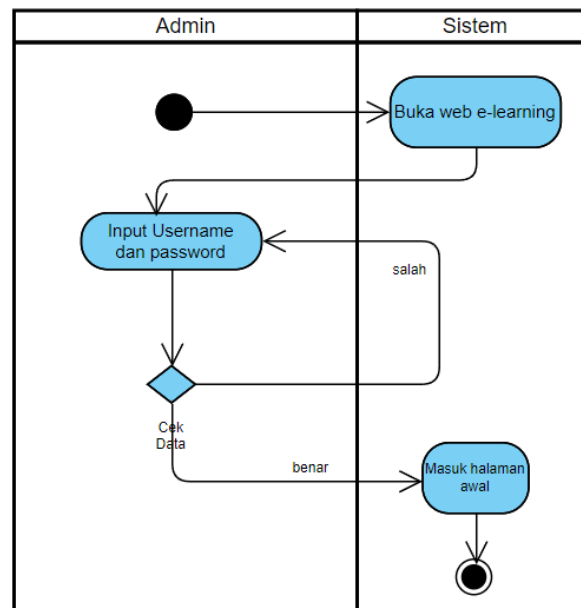 Admin
Sistem
Buka web e-learning
Input Username
dan password
salah
Cek
Data
benar
Masuk halaman
awal